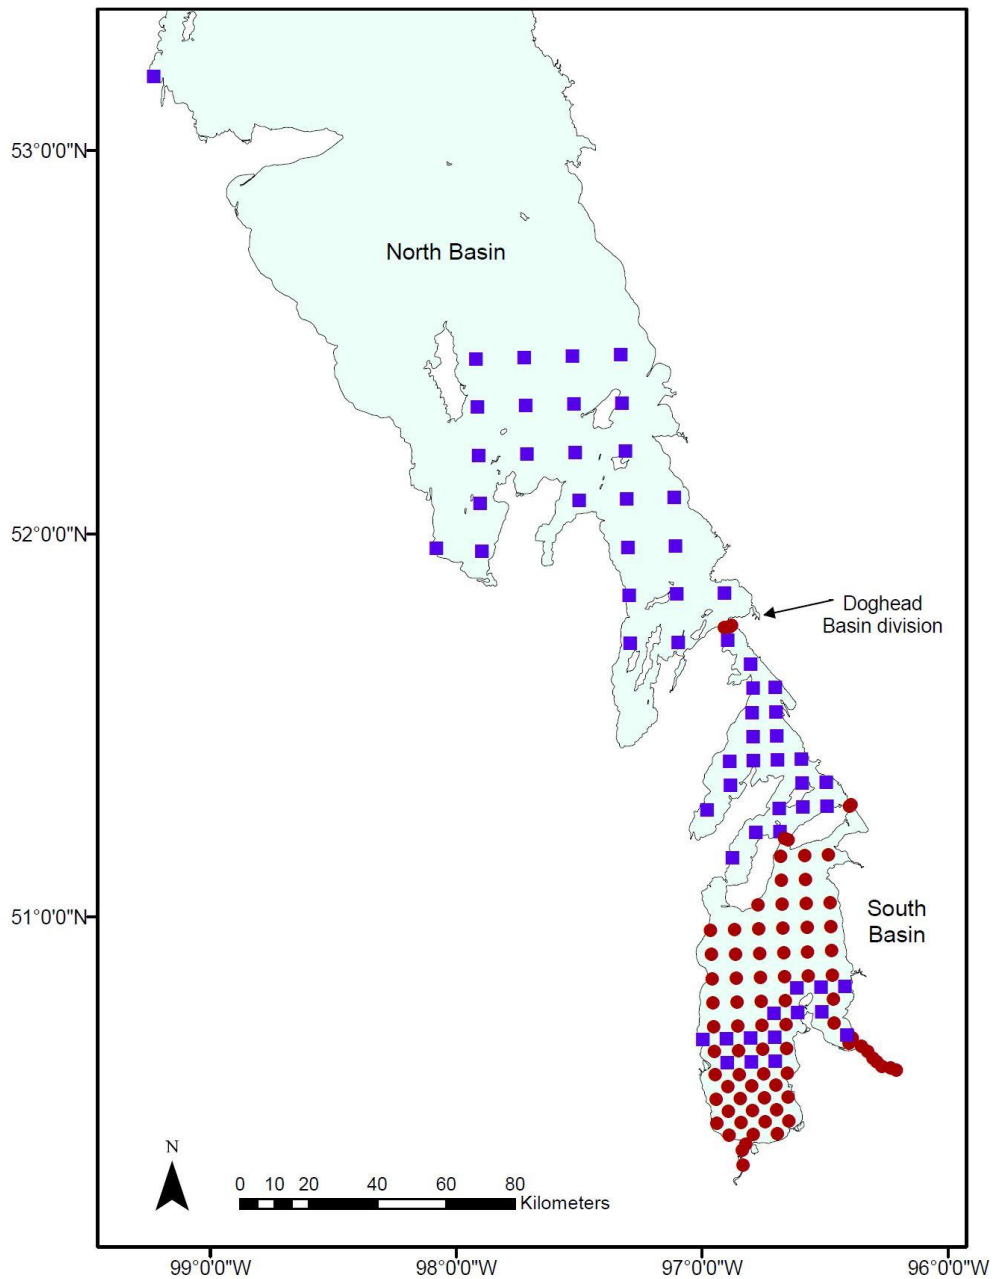 53°0'0"N
North Basin
52°0'0"N
Doghead
Basin division
51°0'0"N
South
Basin
N
0 10 20 40 60 80
Kilometers
99°0'0"W 98°0'0"W 97°0'0"W 96°0'0"W